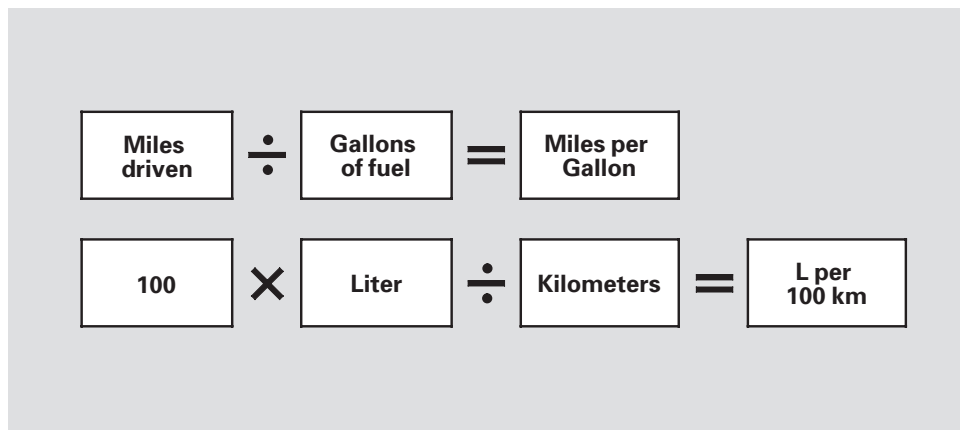 Miles
driven
÷
Gallons
of fuel
=
Miles per
Gallon
100
×
Liter
÷
Kilometers
=
L per
100 km